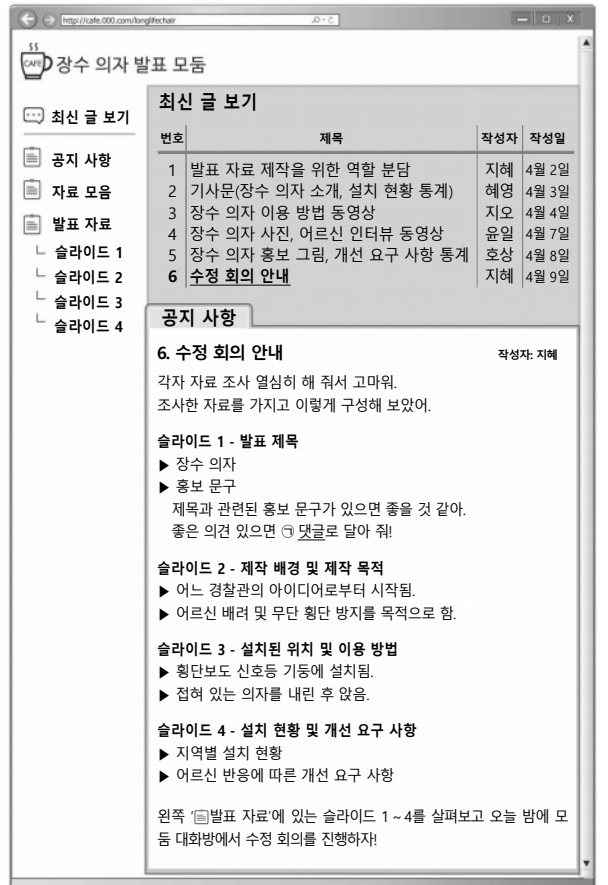 http://cafe.000.com/longlifechair
CAFE 장수 의자 발표 모둠
최신 글 보기
공지 사항
자료 모음
발표 자료
슬라이드 1
슬라이드 2
슬라이드 3
슬라이드 4
최신 글 보기
번호 제목 작성자 작성일
1 발표 자료 제작을 위한 역할 분담 지혜 4월 2일
2 기사문(장수 의자 소개, 설치 현황 통계) 혜영 4월 3일
3 장수 의자 이용 방법 동영상 지오 4월 4일
4 장수 의자 사진, 어르신 인터뷰 동영상 윤일 4월 7일
5 장수 의자 홍보 그림, 개선 요구 사항 통계 호상 4월 8일
6 수정 회의 안내 지혜 4월 9일
공지 사항
6. 수정 회의 안내 작성자: 지혜
각자 자료 조사 열심히 해 줘서 고마워.
조사한 자료를 가지고 이렇게 구성해 보았어.
슬라이드 1 - 발표 제목
▶ 장수 의자
▶ 홍보 문구
제목과 관련된 홍보 문구가 있으면 좋을 것 같아.
좋은 의견 있으면 ㉠ 댓글로 달아 줘!
슬라이드 2 - 제작 배경 및 제작 목적
▶ 어느 경찰관의 아이디어로부터 시작됨.
▶ 어르신 배려 및 무단 횡단 방지를 목적으로 함.
슬라이드 3 - 설치된 위치 및 이용 방법
▶ 횡단보도 신호등 기둥에 설치됨.
▶ 접혀 있는 의자를 내린 후 앉음.
슬라이드 4 - 설치 현황 및 개선 요구 사항
▶ 지역별 설치 현황
▶ 어르신 반응에 따른 개선 요구 사항
왼쪽 '발표 자료'에 있는 슬라이드 1 ~ 4를 살펴보고 오늘 밤에 모
둠 대화방에서 수정 회의를 진행하자!